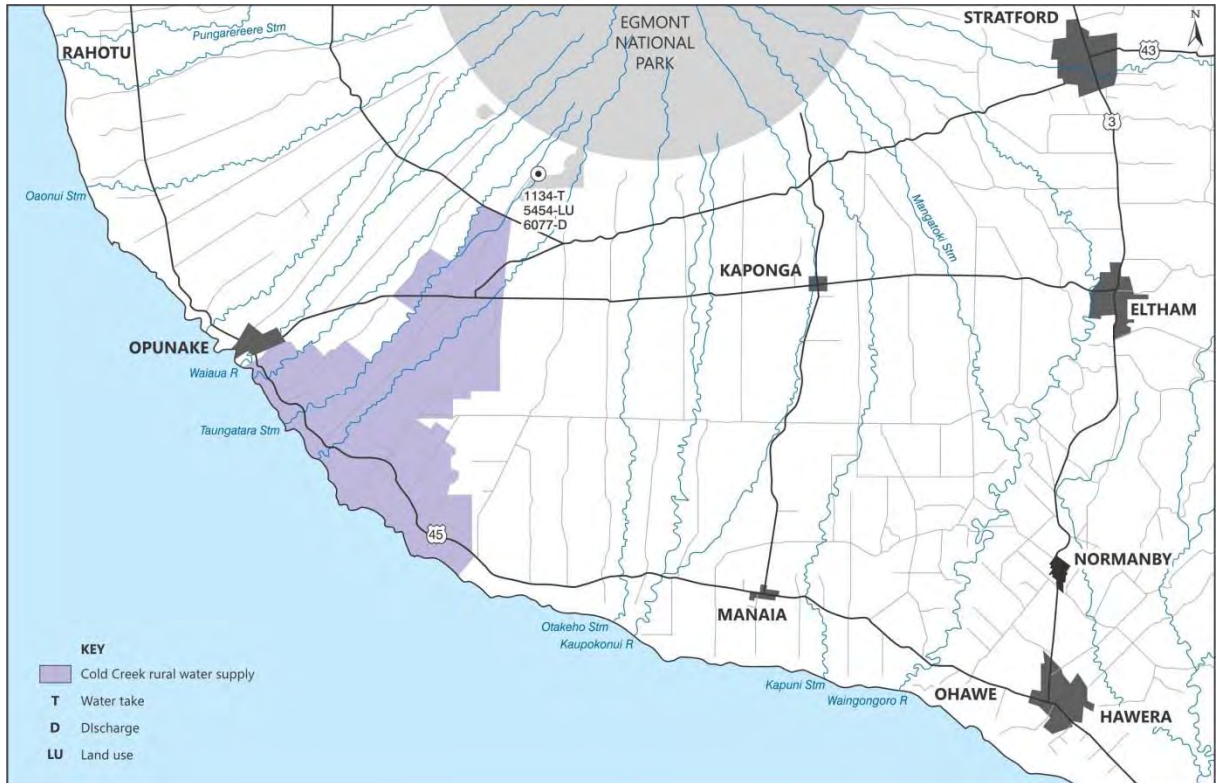 EGMONT
NATIONAL
PARK
STRATFORD
N
43
RAHOTU
Pungarereere Stm
3
Oaonui Stm
1134-T
5454-LU
6077-D
Mangatoki Stm
KAPONGA
ELTHAM
OPUNAKE
Waiaua R
Taungatara Stm
45
NORMANBY
MANAIA
Otakeho Stm
Kaupokonui R
Kapuni Stm
Waingongoro R
OHAWE
HAWERA
KEY
Cold Creek rural water supply
T Water take
D DIscharge
LU Land use